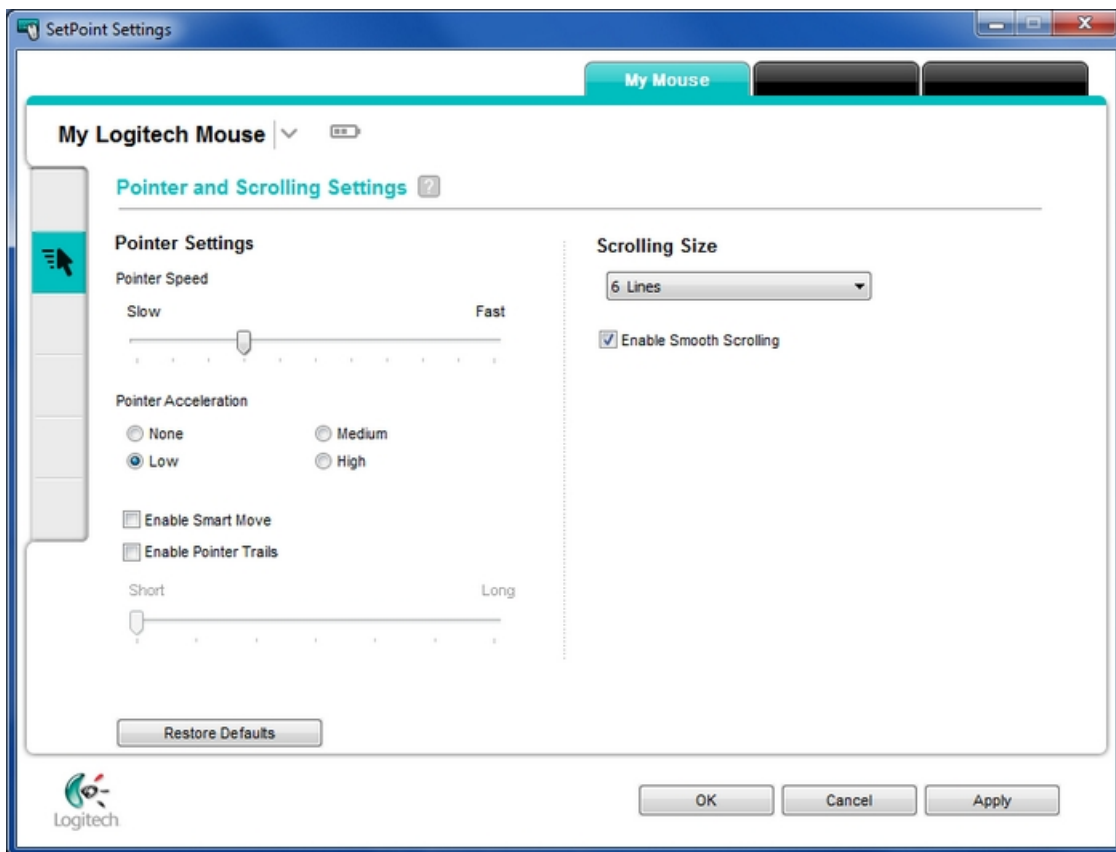 SetPoint Settings
My Mouse
My Logitech Mouse
Pointer and Scrolling Settings ?
Pointer Settings
Pointer Speed
Slow Fast
Pointer Acceleration
None Medium
Low High
Enable Smart Move
Enable Pointer Trails
Short Long
Scrolling Size
6 Lines
Enable Smooth Scrolling
Restore Defaults
Logitech
OK Cancel Apply